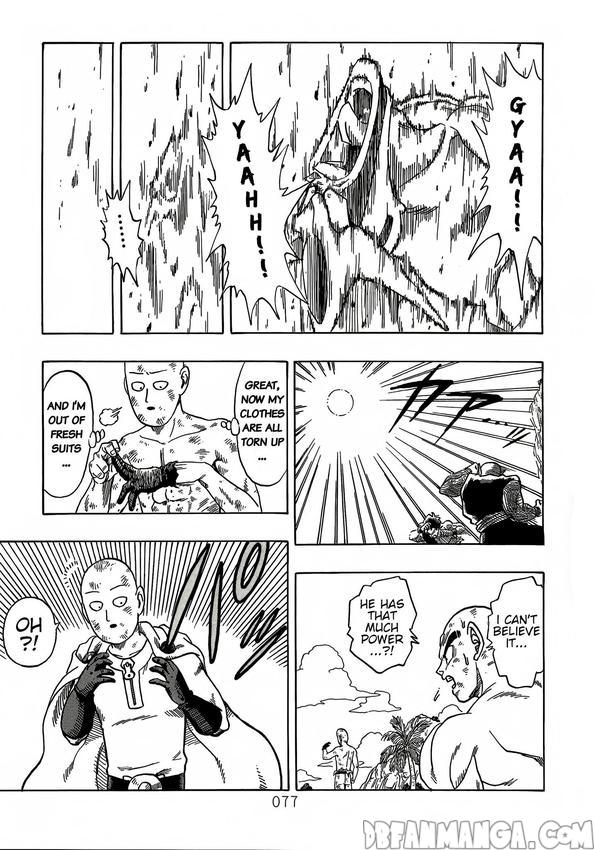 GYAA!!
YAAHH!!
......
GREAT,
NOW MY
CLOTHES
ARE ALL
TORN UP
AND I'M
OUT OF
FRESH
SUITS
...
I CAN'T
BELIEVE
IT...
HE HAS
THAT
MUCH
POWER
...?!
OH
?!
077
DBFANMANGA.COM